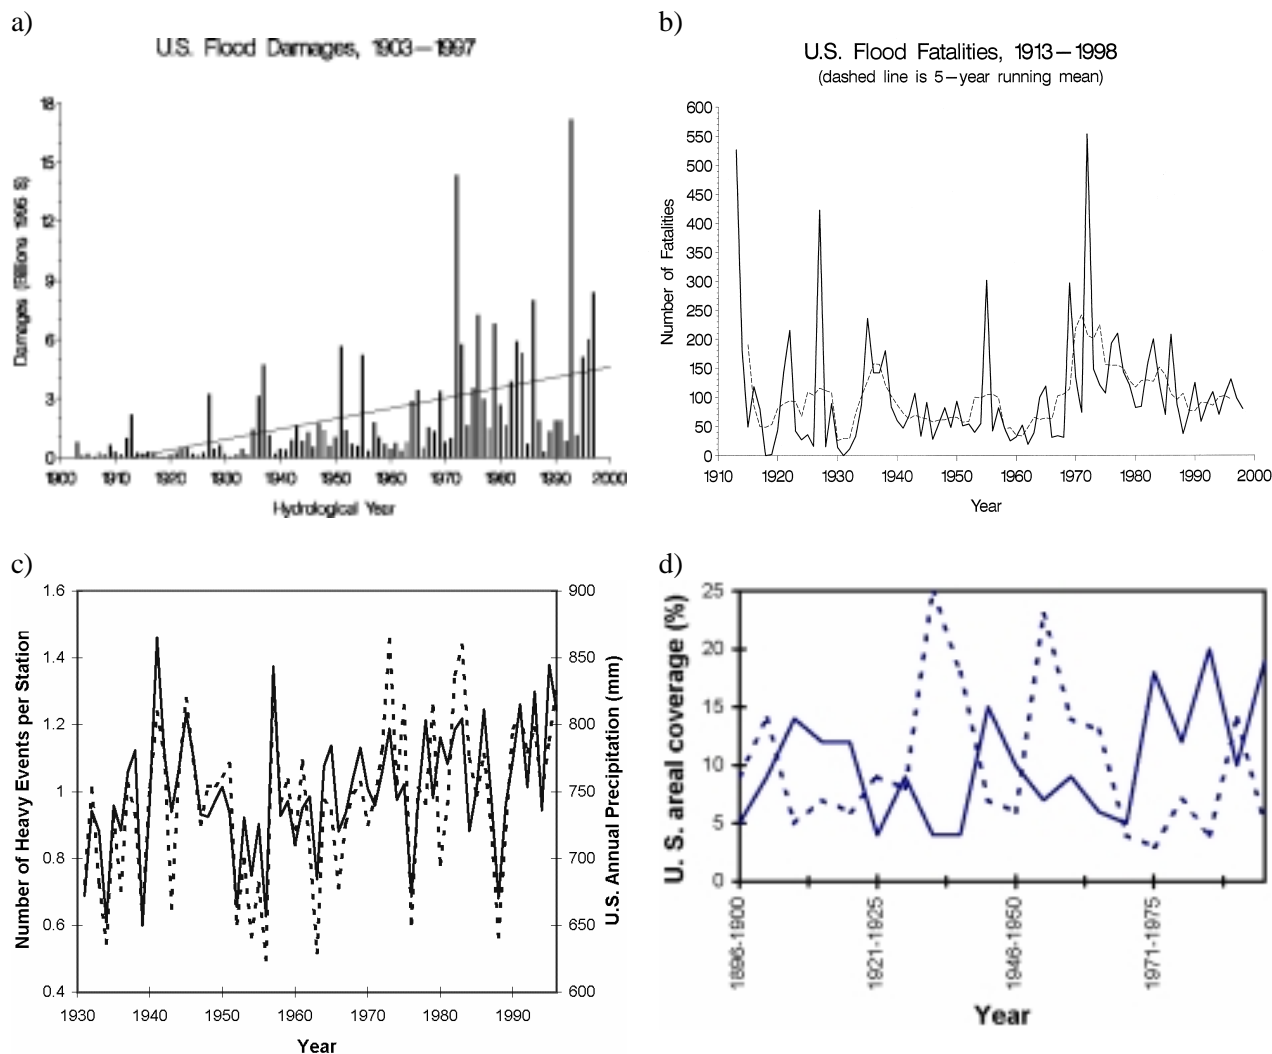 a)
U.S. Flood Damages, 1903–1997
18
15
12
9
6
3
0
Damages (Billions 1995 $)
1900 1910 1920 1930 1940 1950 1960 1970 1980 1990 2000
Hydrological Year
b)
U.S. Flood Fatalities, 1913–1998
(dashed line is 5–year running mean)
600
550
500
450
400
350
300
250
200
150
100
50
0
Number of Fatalities
1910 1920 1930 1940 1950 1960 1970 1980 1990 2000
Year
c)
1.6
1.4
1.2
1
0.8
0.6
0.4
Number of Heavy Events per Station
900
850
800
750
700
650
600
U.S. Annual Precipitation (mm)
1930 1940 1950 1960 1970 1980 1990
Year
d)
25
20
15
10
5
0
U. S. areal coverage (%)
1896-1900 1921-1925 1946-1950 1971-1975
Year